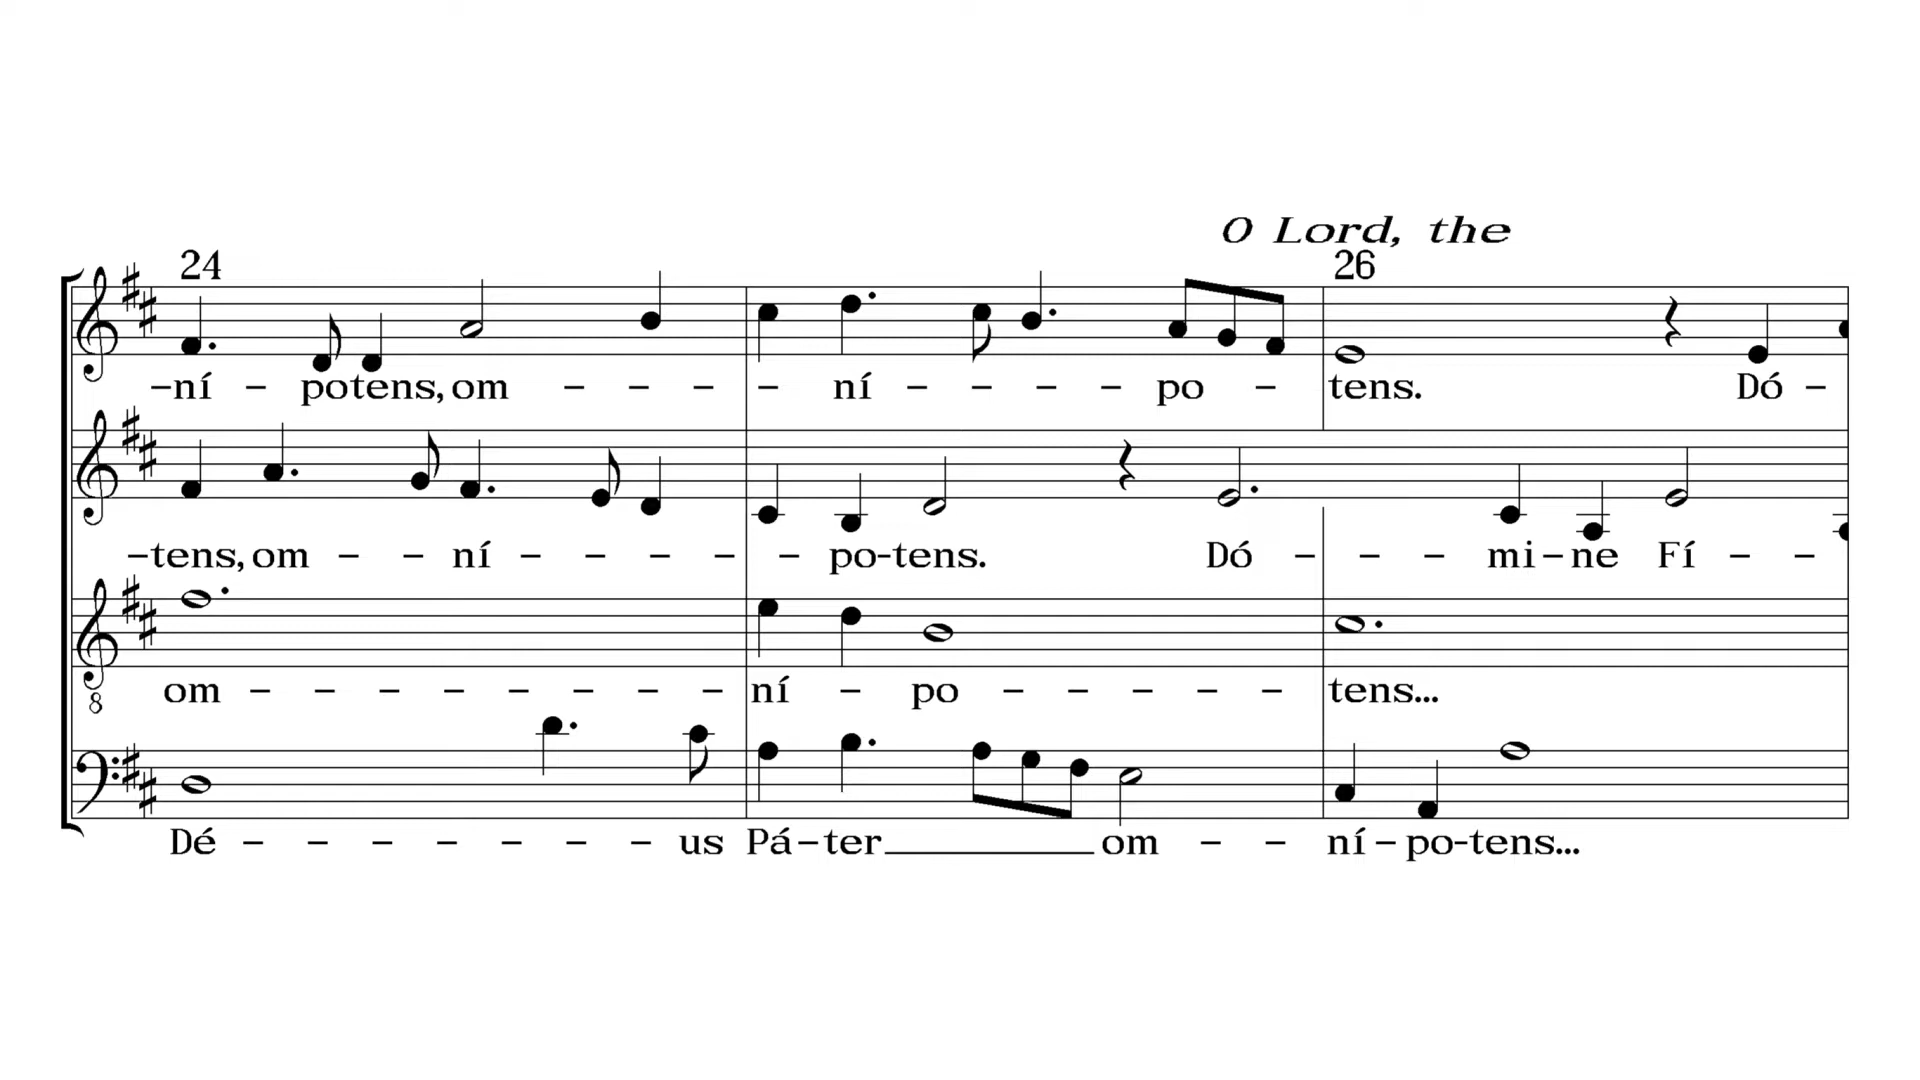 O Lord, the
24 26
-ní - potens, om - - - - ní - - - - po - tens. Dó -
-tens, om - - ní - - - - - po-tens. Dó - - - mi-ne Fí - -
om - - - - - - - - ní - po - - - - - tens...
8
Dé - - - - - - - us Pá-ter om - - ní-po-tens...